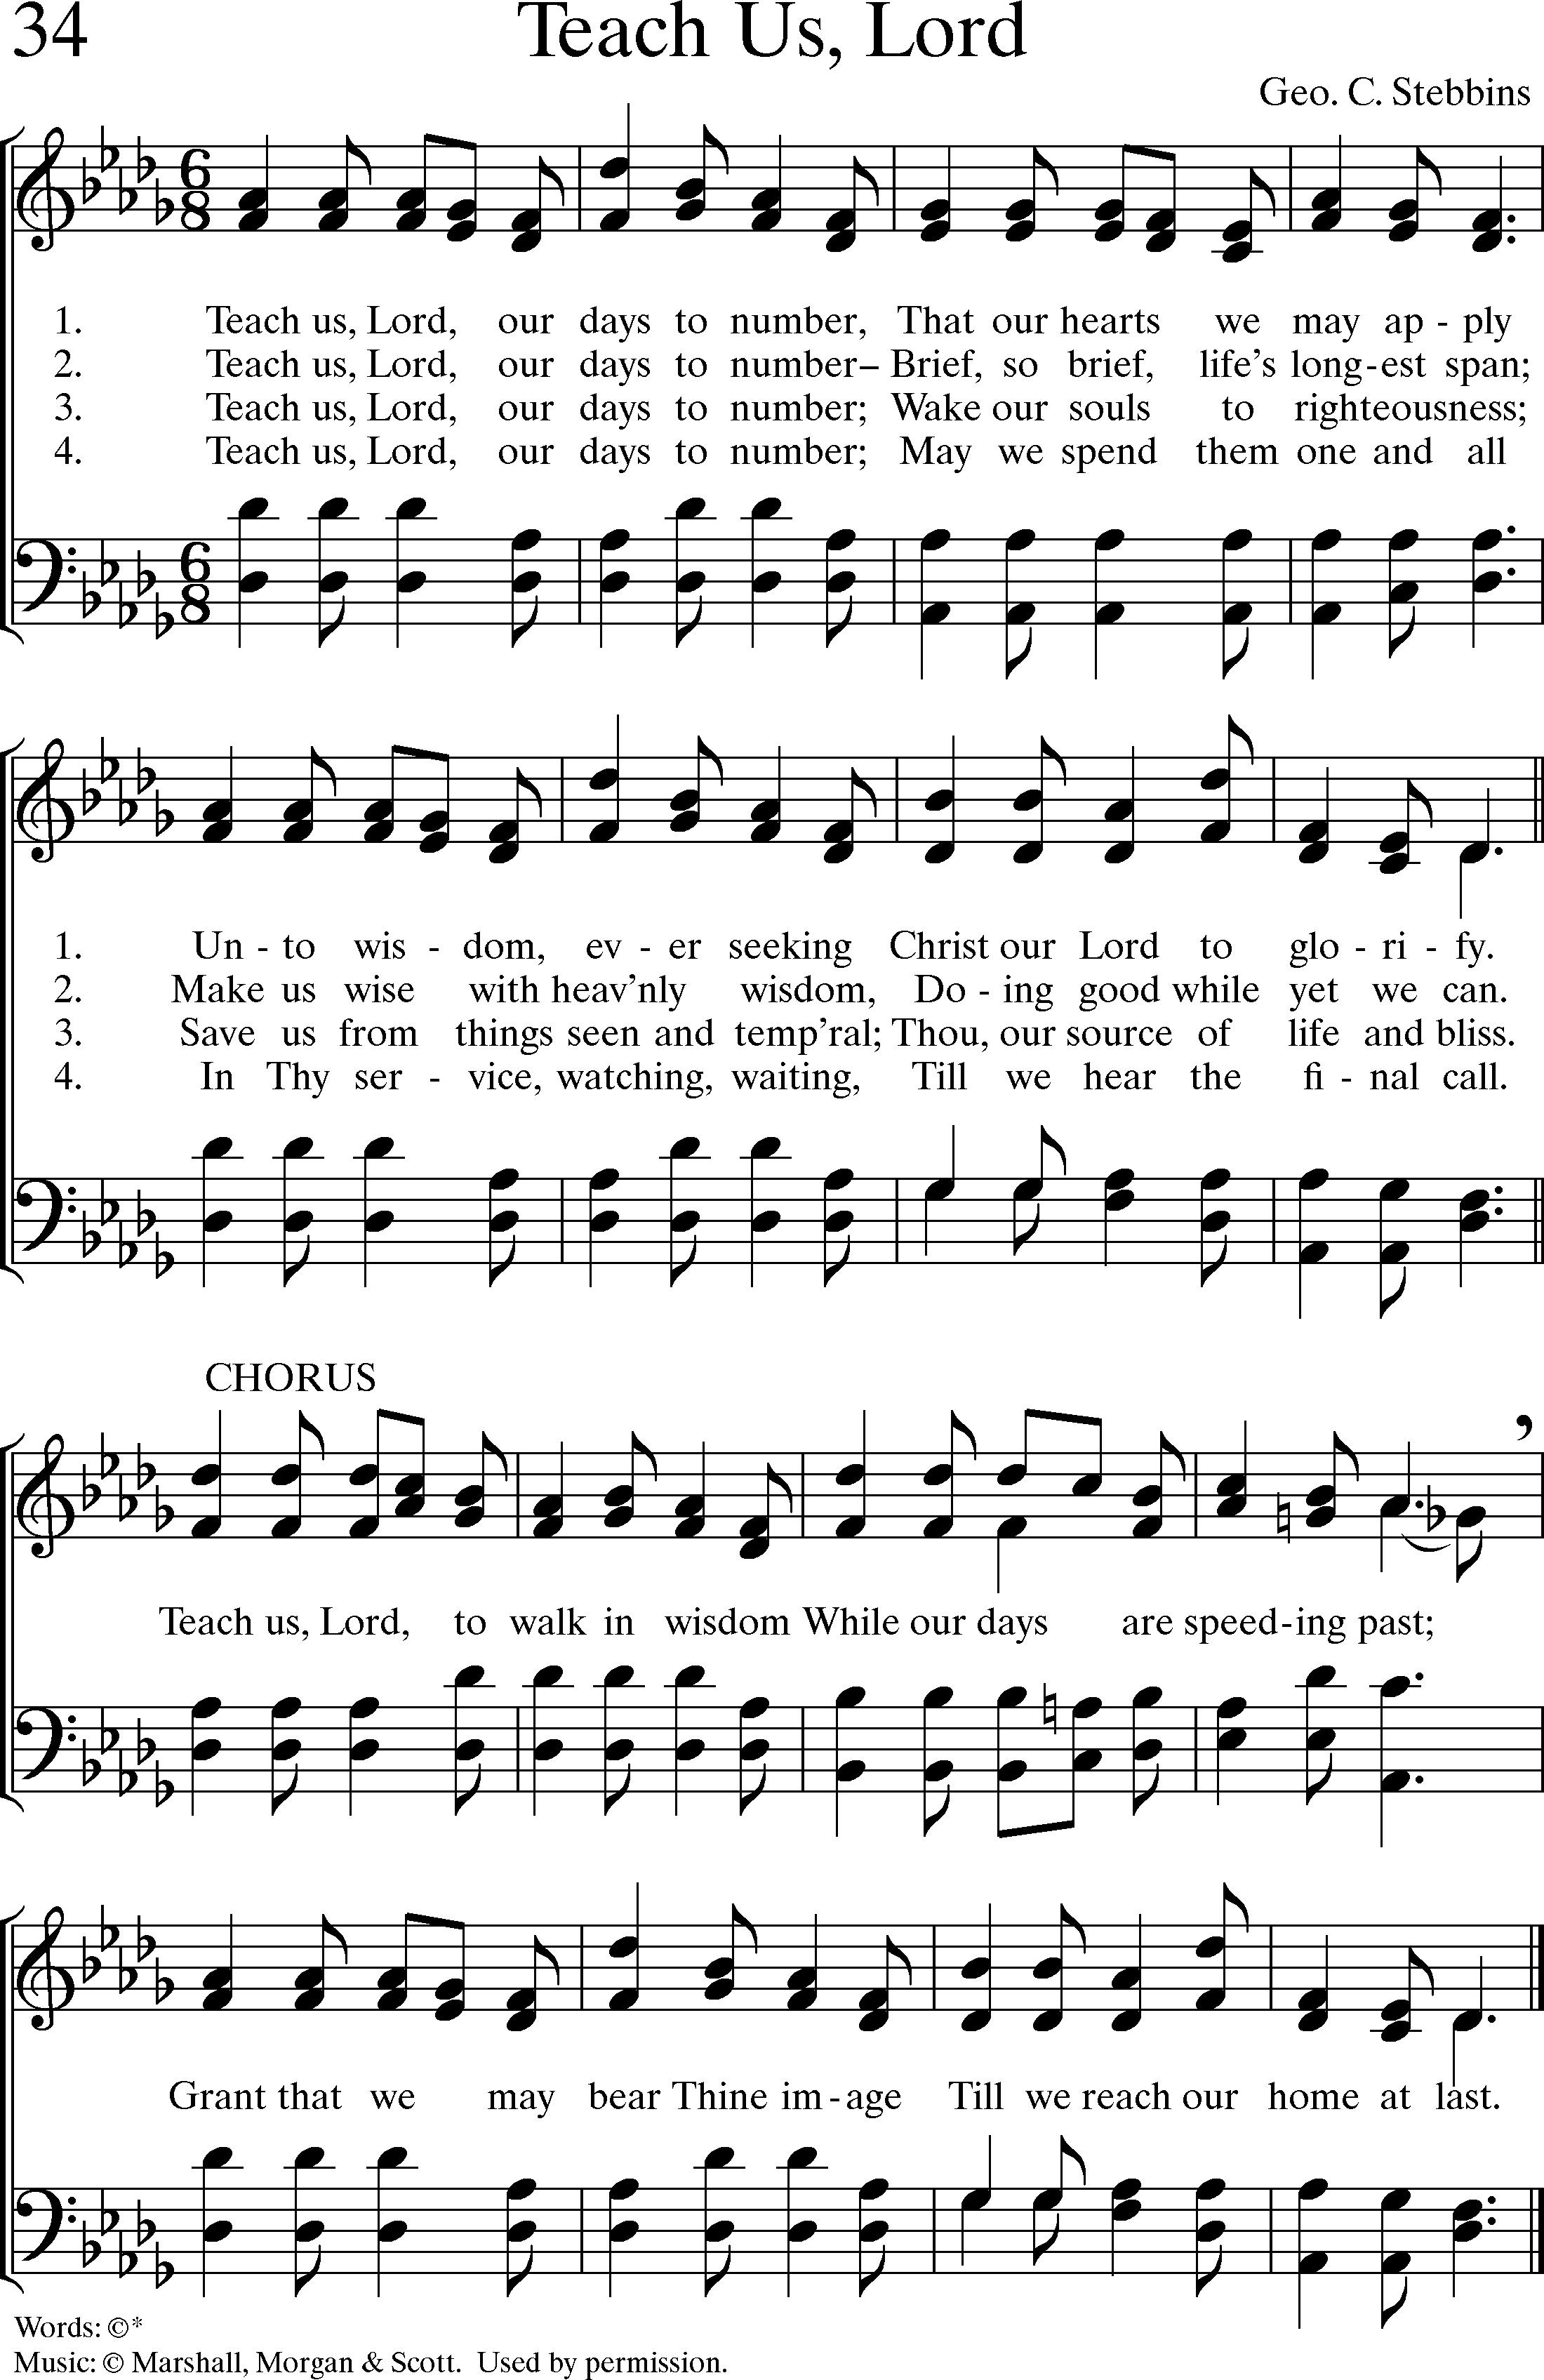 34 Teach Us, Lord
Geo. C. Stebbins
1. Teach us, Lord, our days to number, That our hearts we may ap - ply
2. Teach us, Lord, our days to number– Brief, so brief, life's long-est span;
3. Teach us, Lord, our days to number; Wake our souls to righteousness;
4. Teach us, Lord, our days to number; May we spend them one and all
1. Un - to wis - dom, ev - er seeking Christ our Lord to glo - ri - fy.
2. Make us wise with heav'nly wisdom, Do - ing good while yet we can.
3. Save us from things seen and temp'ral; Thou, our source of life and bliss.
4. In Thy ser - vice, watching, waiting, Till we hear the fi - nal call.
CHORUS
Teach us, Lord, to walk in wisdom While our days are speed-ing past;
Grant that we may bear Thine im-age Till we reach our home at last.
Words: ©*
Music: © Marshall, Morgan & Scott. Used by permission.